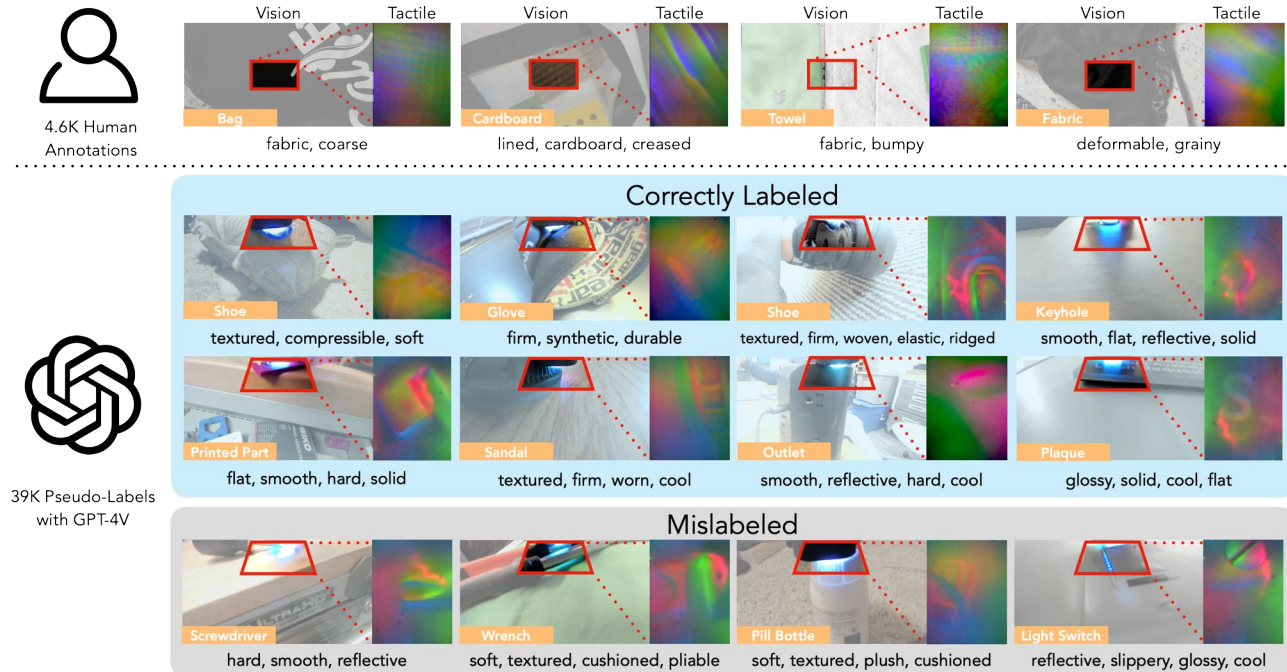 Vision Tactile Vision Tactile Vision Tactile Vision Tactile
Bag Cardboard Towel Fabric
4.6K Human
Annotations
fabric, coarse lined, cardboard, creased fabric, bumpy deformable, grainy
Correctly Labeled
Shoe Glove Shoe Keyhole
textured, compressible, soft firm, synthetic, durable textured, firm, woven, elastic, ridged smooth, flat, reflective, solid
Printed Part Sandal Outlet Plaque
flat, smooth, hard, solid textured, firm, worn, cool smooth, reflective, hard, cool glossy, solid, cool, flat
39K Pseudo-Labels
with GPT-4V
Mislabeled
Screwdriver Wrench Pill Bottle Light Switch
hard, smooth, reflective soft, textured, cushioned, pliable soft, textured, plush, cushioned reflective, slippery, glossy, cool